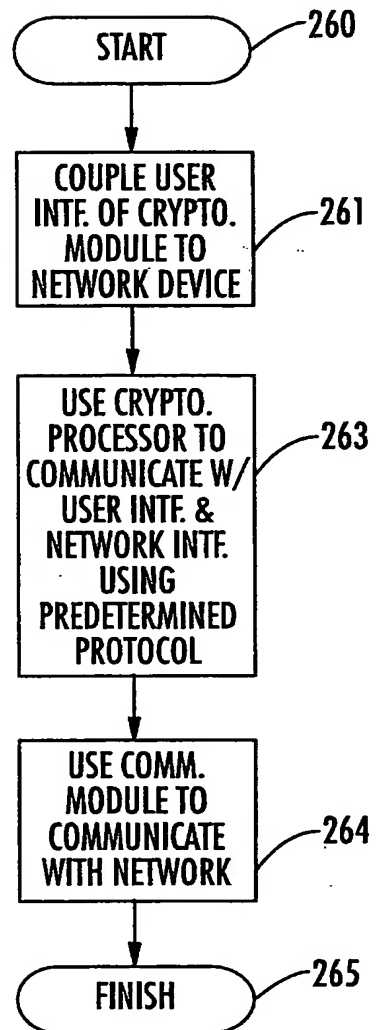 START
260
COUPLE USER
INTF. OF CRYPTO.
MODULE TO
NETWORK DEVICE
261
USE CRYPTO.
PROCESSOR TO
COMMUNICATE W/
USER INTF. &
NETWORK INTF.
USING
PREDETERMINED
PROTOCOL
263
USE COMM.
MODULE TO
COMMUNICATE
WITH NETWORK
264
FINISH
265